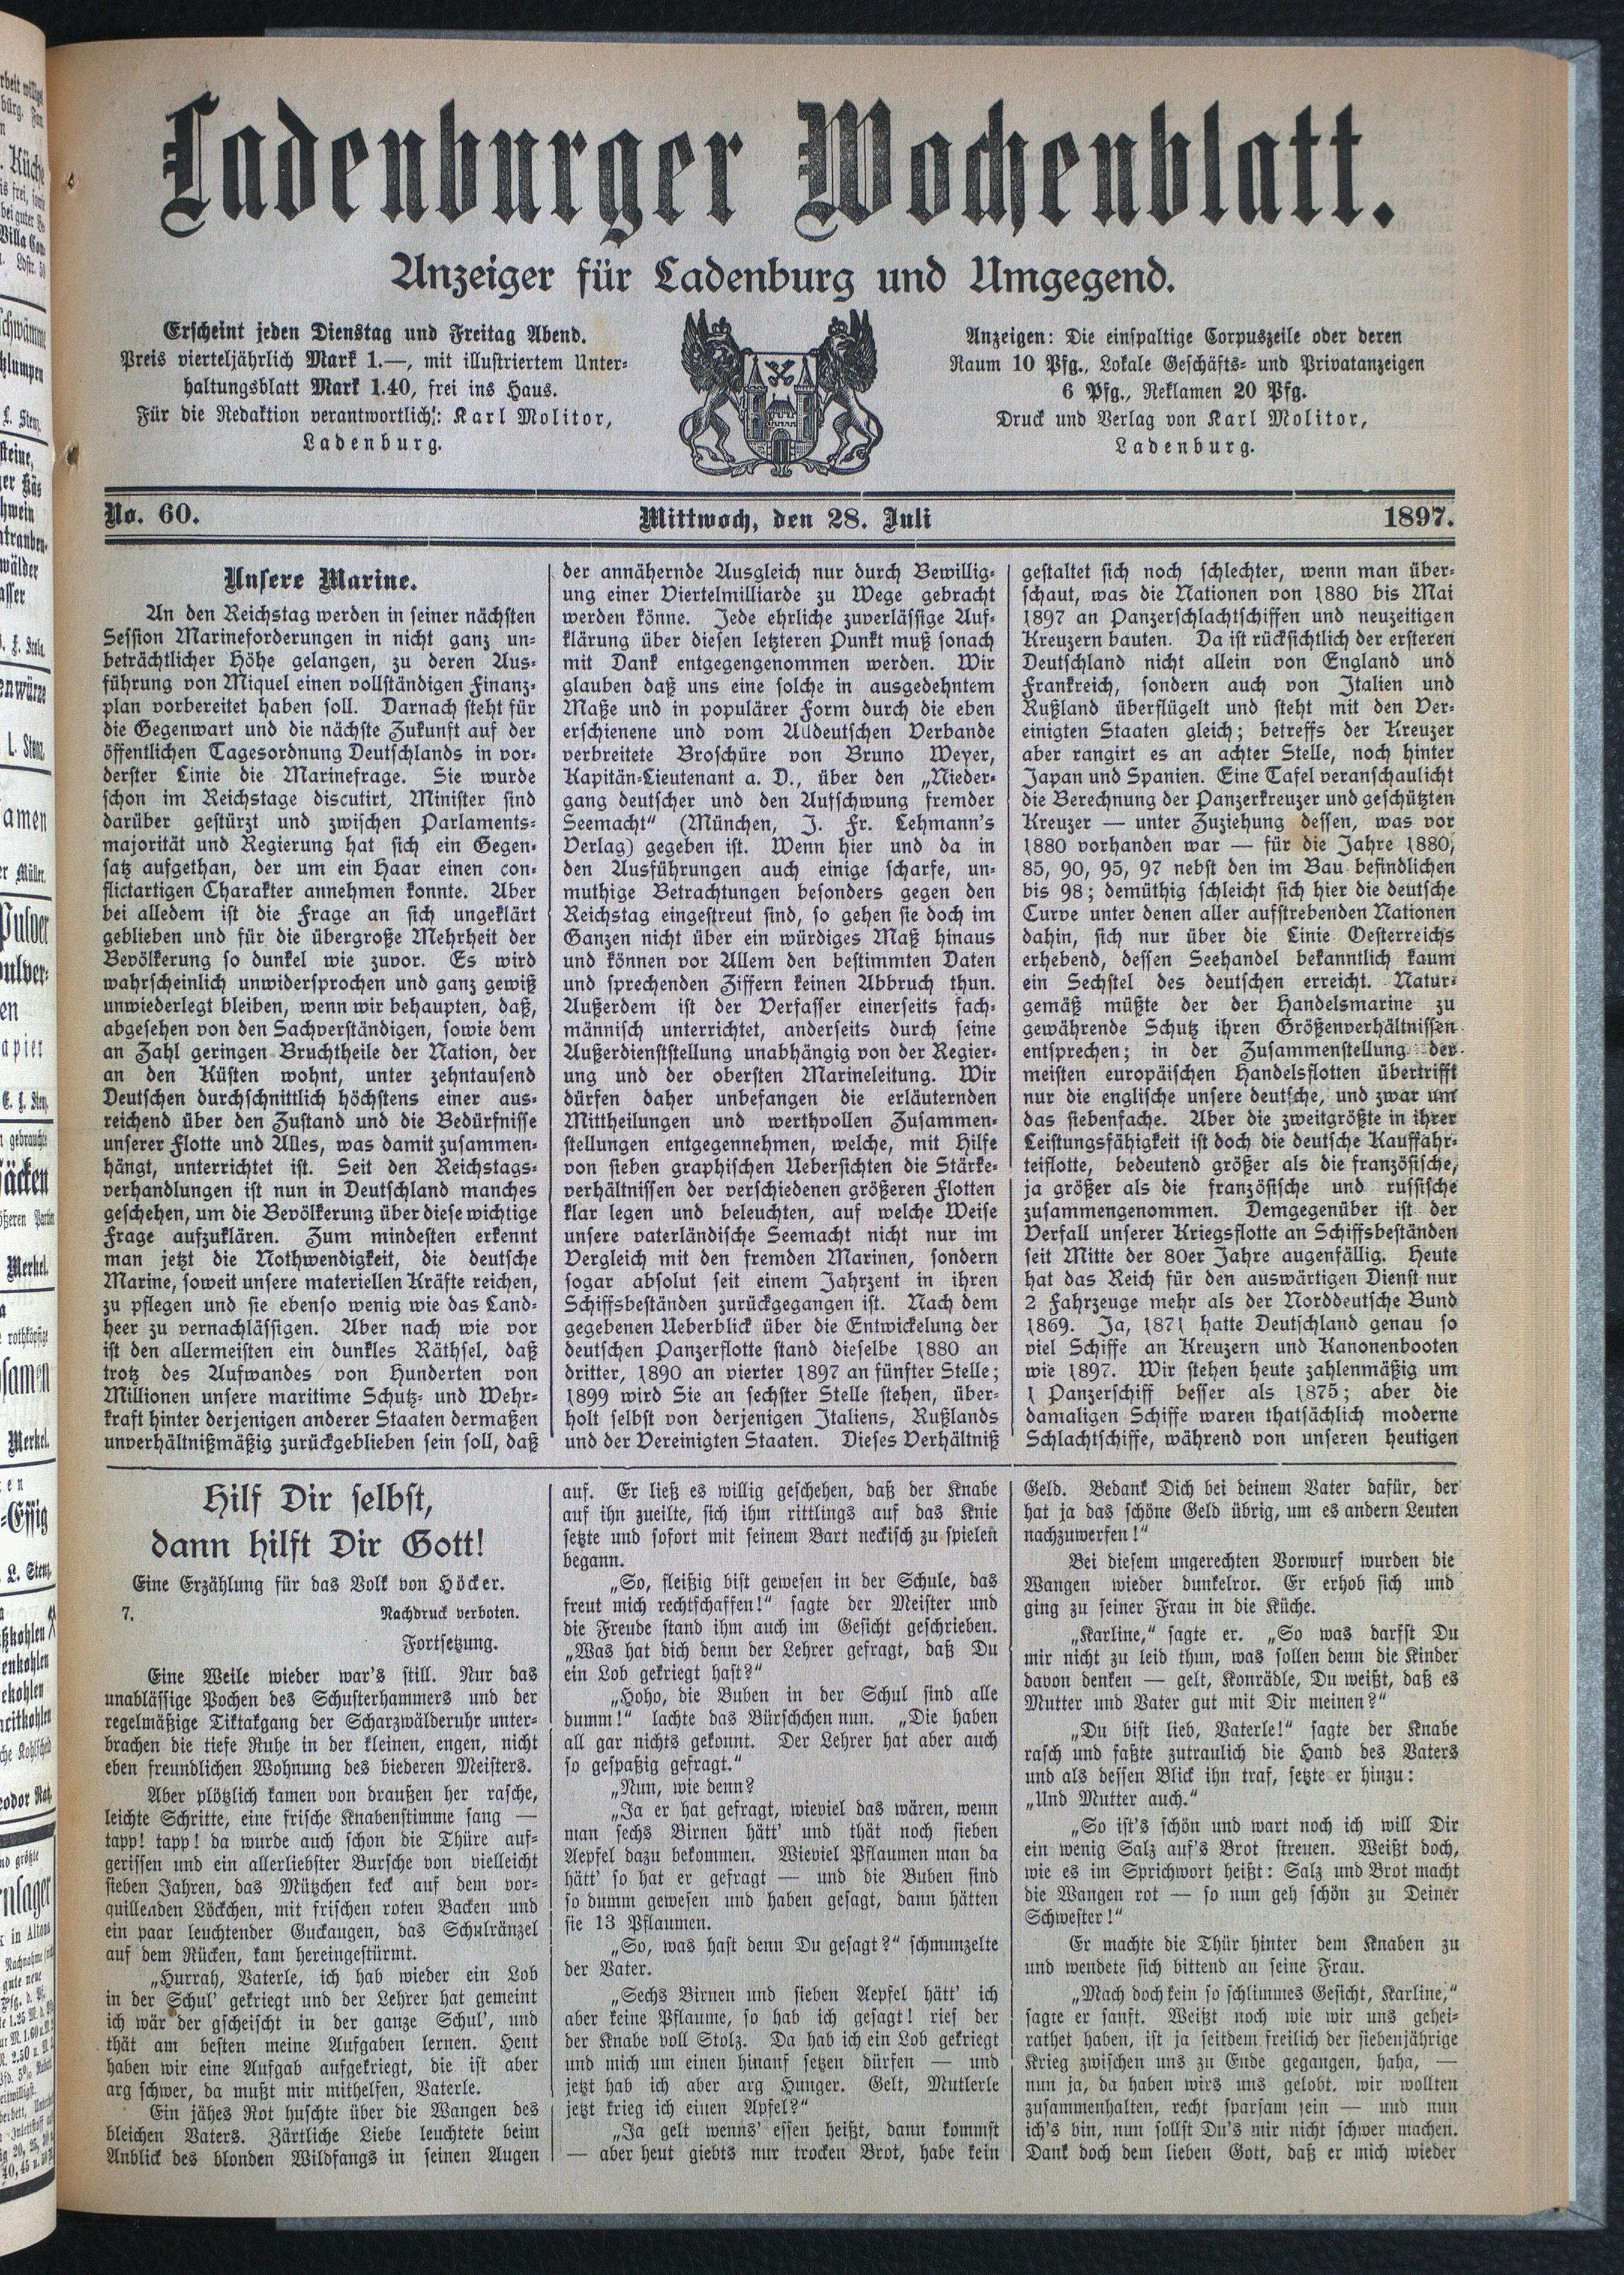 Ladenburger Wochenblatt.
Anzeiger für Ladenburg und Umgegend.
Erscheint jeden Dienstag und Freitag Abend.
Preis vierteljährlich Mark 1.—, mit illustriertem Unter-
haltungsblatt Mark 1.40, frei ins Haus.
Für die Redaktion verantwortlich: Karl Molitor,
Ladenburg.
Anzeigen: Die einspaltige Corpuszeile oder deren
Raum 10 Pfg., Lokale Geschäfts- und Privatanzeigen
6 Pfg., Reklamen 20 Pfg.
Druck und Verlag von Karl Molitor,
Ladenburg.
No. 60.
Mittwoch, den 28. Juli
1897.
Unsere Marine.
An den Reichstag werden in seiner nächsten
Session Marineforderungen in nicht ganz un-
beträchtlicher Höhe gelangen, zu deren Aus-
führung von Miquel einen vollständigen Finanz-
plan vorbereitet haben soll. Darnach steht für
die Gegenwart und die nächste Zukunft auf der
öffentlichen Tagesordnung Deutschlands in vor-
derster Linie die Marinefrage. Sie wurde
schon im Reichstage discutirt, Minister sind
darüber gestürzt und zwischen Parlaments-
majorität und Regierung hat sich ein Gegen-
satz aufgethan, der um ein Haar einen con-
flictartigen Charakter annehmen konnte. Aber
bei alledem ist die Frage an sich ungeklärt
geblieben und für die übergroße Mehrheit der
Bevölkerung so dunkel wie zuvor. Es wird
wahrscheinlich unwidersprochen und ganz gewiß
unwiederlegt bleiben, wenn wir behaupten, daß,
abgesehen von den Sachverständigen, sowie dem
an Zahl geringen Bruchtheile der Nation, der
an den Küsten wohnt, unter zehntausend
Deutschen durchschnittlich höchstens einer aus-
reichend über den Zustand und die Bedürfnisse
unserer Flotte und Alles, was damit zusammen-
hängt, unterrichtet ist. Seit den Reichstags-
verhandlungen ist nun in Deutschland manches
geschehen, um die Bevölkerung über diese wichtige
Frage aufzuklären. Zum mindesten erkennt
man jetzt die Nothwendigkeit, die deutsche
Marine, soweit unsere materiellen Kräfte reichen,
zu pflegen und sie ebenso wenig wie das Land-
heer zu vernachlässigen. Aber nach wie vor
ist den allermeisten ein dunkles Räthsel, daß
trotz des Aufwandes von Hunderten von
Millionen unsere maritime Schutz- und Wehr-
kraft hinter derjenigen anderer Staaten dermaßen
unverhältnißmäßig zurückgeblieben sein soll, daß
der annähernde Ausgleich nur durch Bewillig-
ung einer Viertelmilliarde zu Wege gebracht
werden könne. Jede ehrliche zuverlässige Auf-
klärung über diesen letzteren Punkt muß sonach
mit Dank entgegengenommen werden. Wir
glauben daß uns eine solche in ausgedehntem
Maße und in populärer Form durch die eben
erschienene und vom Alldeutschen Verbande
verbreitete Broschüre von Bruno Weyer,
Kapitän-Lieutenant a. D., über den „Nieder-
gang deutscher und den Aufschwung fremder
Seemacht“ (München, J. Fr. Lehmann's
Verlag) gegeben ist. Wenn hier und da in
den Ausführungen auch einige scharfe, un-
muthige Betrachtungen besonders gegen den
Reichstag eingestreut sind, so gehen sie doch im
Ganzen nicht über ein würdiges Maß hinaus
und können vor Allem den bestimmten Daten
und sprechenden Ziffern keinen Abbruch thun.
Außerdem ist der Verfasser einerseits fach-
männisch unterrichtet, anderseits durch seine
Außerdienststellung unabhängig von der Regier-
ung und der obersten Marineleitung. Wir
dürfen daher unbefangen die erläuternden
Mittheilungen und werthvollen Zusammen-
stellungen entgegennehmen, welche, mit Hilfe
von sieben graphischen Uebersichten die Stärke-
verhältnissen der verschiedenen größeren Flotten
klar legen und beleuchten, auf welche Weise
unsere vaterländische Seemacht nicht nur im
Vergleich mit den fremden Marinen, sondern
sogar absolut seit einem Jahrzent in ihren
Schiffsbeständen zurückgegangen ist. Nach dem
gegebenen Ueberblick über die Entwickelung der
deutschen Panzerflotte stand dieselbe 1880 an
dritter, 1890 an vierter 1897 an fünfter Stelle;
1899 wird Sie an sechster Stelle stehen, über-
holt selbst von derjenigen Italiens, Rußlands
und der Vereinigten Staaten. Dieses Verhältniß
gestaltet sich noch schlechter, wenn man über-
schaut, was die Nationen von 1880 bis Mai
1897 an Panzerschlachtschiffen und neuzeitigen
Kreuzern bauten. Da ist rücksichtlich der ersteren
Deutschland nicht allein von England und
Frankreich, sondern auch von Italien und
Rußland überflügelt und steht mit den Ver-
einigten Staaten gleich; betreffs der Kreuzer
aber rangirt es an achter Stelle, noch hinter
Japan und Spanien. Eine Tafel veranschaulicht
die Berechnung der Panzerkreuzer und geschützten
Kreuzer — unter Zuziehung dessen, was vor
1880 vorhanden war — für die Jahre 1880,
85, 90, 95, 97 nebst den im Bau befindlichen
bis 98; demüthig schleicht sich hier die deutsche
Curve unter denen aller aufstrebenden Nationen
dahin, sich nur über die Linie Oesterreichs
erhebend, dessen Seehandel bekanntlich kaum
ein Sechstel des deutschen erreicht. Natur-
gemäß müßte der der Handelsmarine zu
gewährende Schutz ihren Größenverhältnissen
entsprechen; in der Zusammenstellung der
meisten europäischen Handelsflotten übertrifft
nur die englische unsere deutsche, und zwar um
das siebenfache. Aber die zweitgrößte in ihrer
Leistungsfähigkeit ist doch die deutsche Kauffahr-
teiflotte, bedeutend größer als die französische,
ja größer als die französische und russische
zusammengenommen. Demgegenüber ist der
Verfall unserer Kriegsflotte an Schiffsbeständen
seit Mitte der 80er Jahre augenfällig. Heute
hat das Reich für den auswärtigen Dienst nur
2 Fahrzeuge mehr als der Norddeutsche Bund
1869. Ja, 1871 hatte Deutschland genau so
viel Schiffe an Kreuzern und Kanonenbooten
wie 1897. Wir stehen heute zahlenmäßig um
1 Panzerschiff besser als 1875; aber die
damaligen Schiffe waren thatsächlich moderne
Schlachtschiffe, während von unseren heutigen
Hilf Dir selbst,
dann hilft Dir Gott!
Eine Erzählung für das Volk von Höcker.
7.
Nachdruck verboten.
Fortsetzung.
Eine Weile wieder war's still. Nur das
unablässige Pochen des Schusterhammers und der
regelmäßige Tiktakgang der Scharzwälderuhr unter-
brachen die tiefe Ruhe in der kleinen, engen, nicht
eben freundlichen Wohnung des biederen Meisters.
Aber plötzlich kamen von draußen her rasche,
leichte Schritte, eine frische Knabenstimme sang —
tapp! tapp! da wurde auch schon die Thüre auf-
gerissen und ein allerliebster Bursche von vielleicht
sieben Jahren, das Mützchen keck auf dem vor-
quillenden Löckchen, mit frischen roten Backen und
ein paar leuchtender Guckaugen, das Schulränzel
auf dem Rücken, kam hereingestürmt.
„Hurrah, Vaterle, ich hab wieder ein Lob
in der Schul' gekriegt und der Lehrer hat gemeint
ich wär der gscheischt in der ganze Schul', und
thät am besten meine Aufgaben lernen. Hent
haben wir eine Aufgab aufgekriegt, die ist aber
arg schwer, da mußt mir mithelfen, Vaterle.
Ein jähes Rot huschte über die Wangen des
bleichen Vaters. Zärtliche Liebe leuchtete beim
Anblick des blonden Wildfangs in seinen Augen
auf. Er ließ es willig geschehen, daß der Knabe
auf ihn zueilte, sich ihm rittlings auf das Knie
setzte und sofort mit seinem Bart neckisch zu spielen
begann.
„So, fleißig bist gewesen in der Schule, das
freut mich rechtschaffen!“ sagte der Meister und
die Freude stand ihm auch im Gesicht geschrieben.
„Was hat dich denn der Lehrer gefragt, daß Du
ein Lob gekriegt hast?“
„Hoho, die Buben in der Schul sind alle
dumm!“ lachte das Bürschchen nun. „Die haben
all gar nichts gekonnt. Der Lehrer hat aber auch
so gespaßig gefragt.“
„Nun, wie denn?
„Ja er hat gefragt, wieviel das wären, wenn
man sechs Birnen hätt' und thät noch sieben
Aepfel dazu bekommen. Wieviel Pflaumen man da
hätt' so hat er gefragt — und die Buben sind
so dumm gewesen und haben gesagt, dann hätten
sie 13 Pflaumen.
„So, was hast denn Du gesagt?“ schmunzelte
der Vater.
„Sechs Birnen und sieben Aepfel hätt' ich
aber keine Pflaume, so hab ich gesagt! rief der
der Knabe voll Stolz. Da hab ich ein Lob gekriegt
und mich um einen hinauf setzen dürfen — und
jetzt hab ich aber arg Hunger. Gelt, Mutlerle
jetzt krieg ich einen Apfel?“
„Ja gelt wenns' essen heißt, dann kommst
— aber heut giebts nur trocken Brot, habe kein
Geld. Bedank Dich bei deinem Vater dafür, der
hat ja das schöne Geld übrig, um es andern Leuten
nachzuwerfen!“
Bei diesem ungerechten Vorwurf wurden die
Wangen wieder dunkelrot. Er erhob sich und
ging zu seiner Frau in die Küche.
„Karline,“ sagte er. „So was darfst Du
mir nicht zu leid thun, was sollen denn die Kinder
davon denken — gelt, Konrädle, Du weißt, daß es
Mutter und Vater gut mit Dir meinen?“
„Du bist lieb, Vaterle!“ sagte der Knabe
rasch und faßte zutraulich die Hand des Vaters
und als dessen Blick ihn traf, setzte er hinzu:
„Und Mutter auch.“
„So ist's schön und wart noch ich will Dir
ein wenig Salz auf's Brot streuen. Weißt doch,
wie es im Sprichwort heißt: Salz und Brot macht
die Wangen rot — so nun geh schön zu Deiner
Schwester!“
Er machte die Thür hinter dem Knaben zu
und wendete sich bittend an seine Frau.
„Mach doch kein so schlimmes Gesicht, Karline,“
sagte er sanft. Weißt noch wie wir uns gehei-
rathet haben, ist ja seitdem freilich der siebenjährige
Krieg zwischen uns zu Ende gegangen, haha, —
nun ja, da haben wirs uns gelobt. wir wollten
zusammenhalten, recht sparsam sein — und nun
ich's bin, nun sollst Du's mir nicht schwer machen.
Dank doch dem lieben Gott, daß er mich wieder